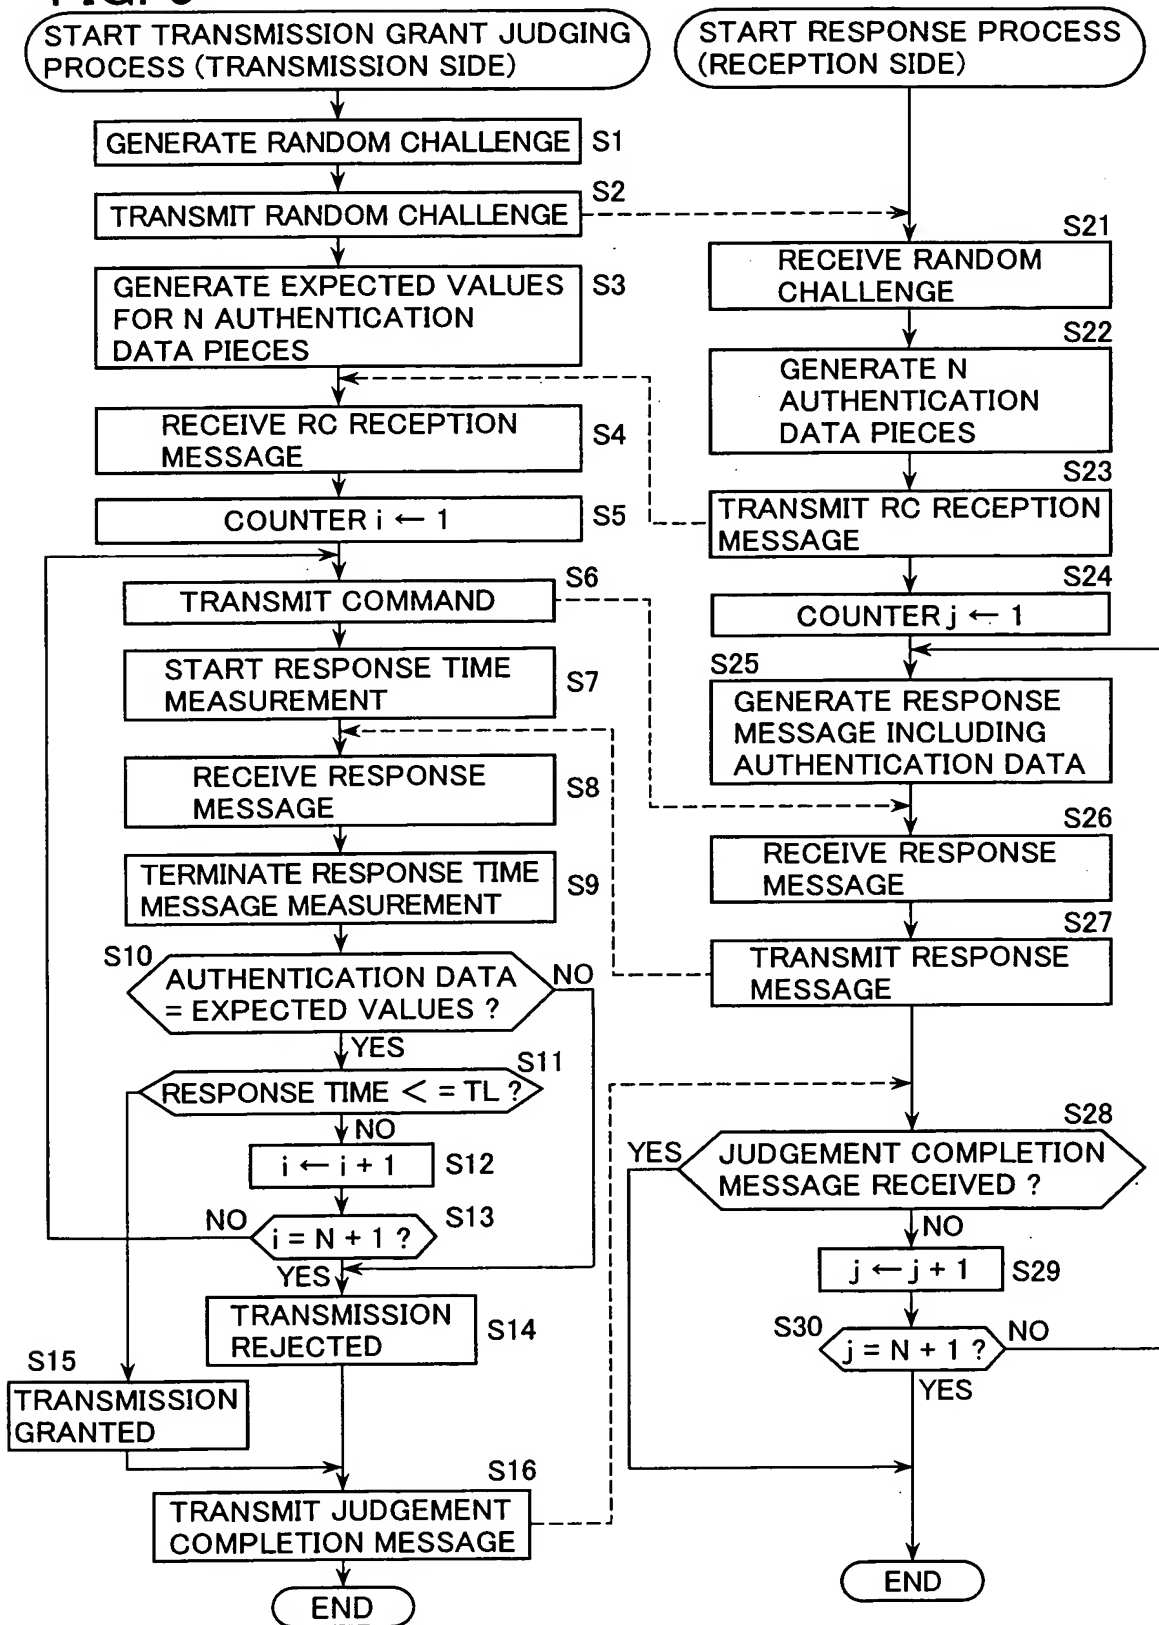 START TRANSMISSION GRANT JUDGING
PROCESS (TRANSMISSION SIDE)
GENERATE RANDOM CHALLENGE
S1
TRANSMIT RANDOM CHALLENGE
S2
GENERATE EXPECTED VALUES
FOR N AUTHENTICATION
DATA PIECES
S3
RECEIVE RC RECEPTION
MESSAGE
S4
COUNTER i ← 1
S5
S6
TRANSMIT COMMAND
START RESPONSE TIME
MEASUREMENT
S7
RECEIVE RESPONSE
MESSAGE
S8
TERMINATE RESPONSE TIME
MESSAGE MEASUREMENT
S9
S10
AUTHENTICATION DATA
= EXPECTED VALUES ?
NO
YES
S11
RESPONSE TIME < = TL ?
NO
i ← i + 1
S12
NO
i = N + 1 ?
S13
YES
TRANSMISSION
REJECTED
S14
S15
TRANSMISSION
GRANTED
S16
TRANSMIT JUDGEMENT
COMPLETION MESSAGE
END
START RESPONSE PROCESS
(RECEPTION SIDE)
S21
RECEIVE RANDOM
CHALLENGE
S22
GENERATE N
AUTHENTICATION
DATA PIECES
S23
TRANSMIT RC RECEPTION
MESSAGE
S24
COUNTER j ← 1
S25
GENERATE RESPONSE
MESSAGE INCLUDING
AUTHENTICATION DATA
S26
RECEIVE RESPONSE
MESSAGE
S27
TRANSMIT RESPONSE
MESSAGE
S28
YES
JUDGEMENT COMPLETION
MESSAGE RECEIVED ?
NO
j ← j + 1
S29
S30
j = N + 1 ?
NO
YES
END